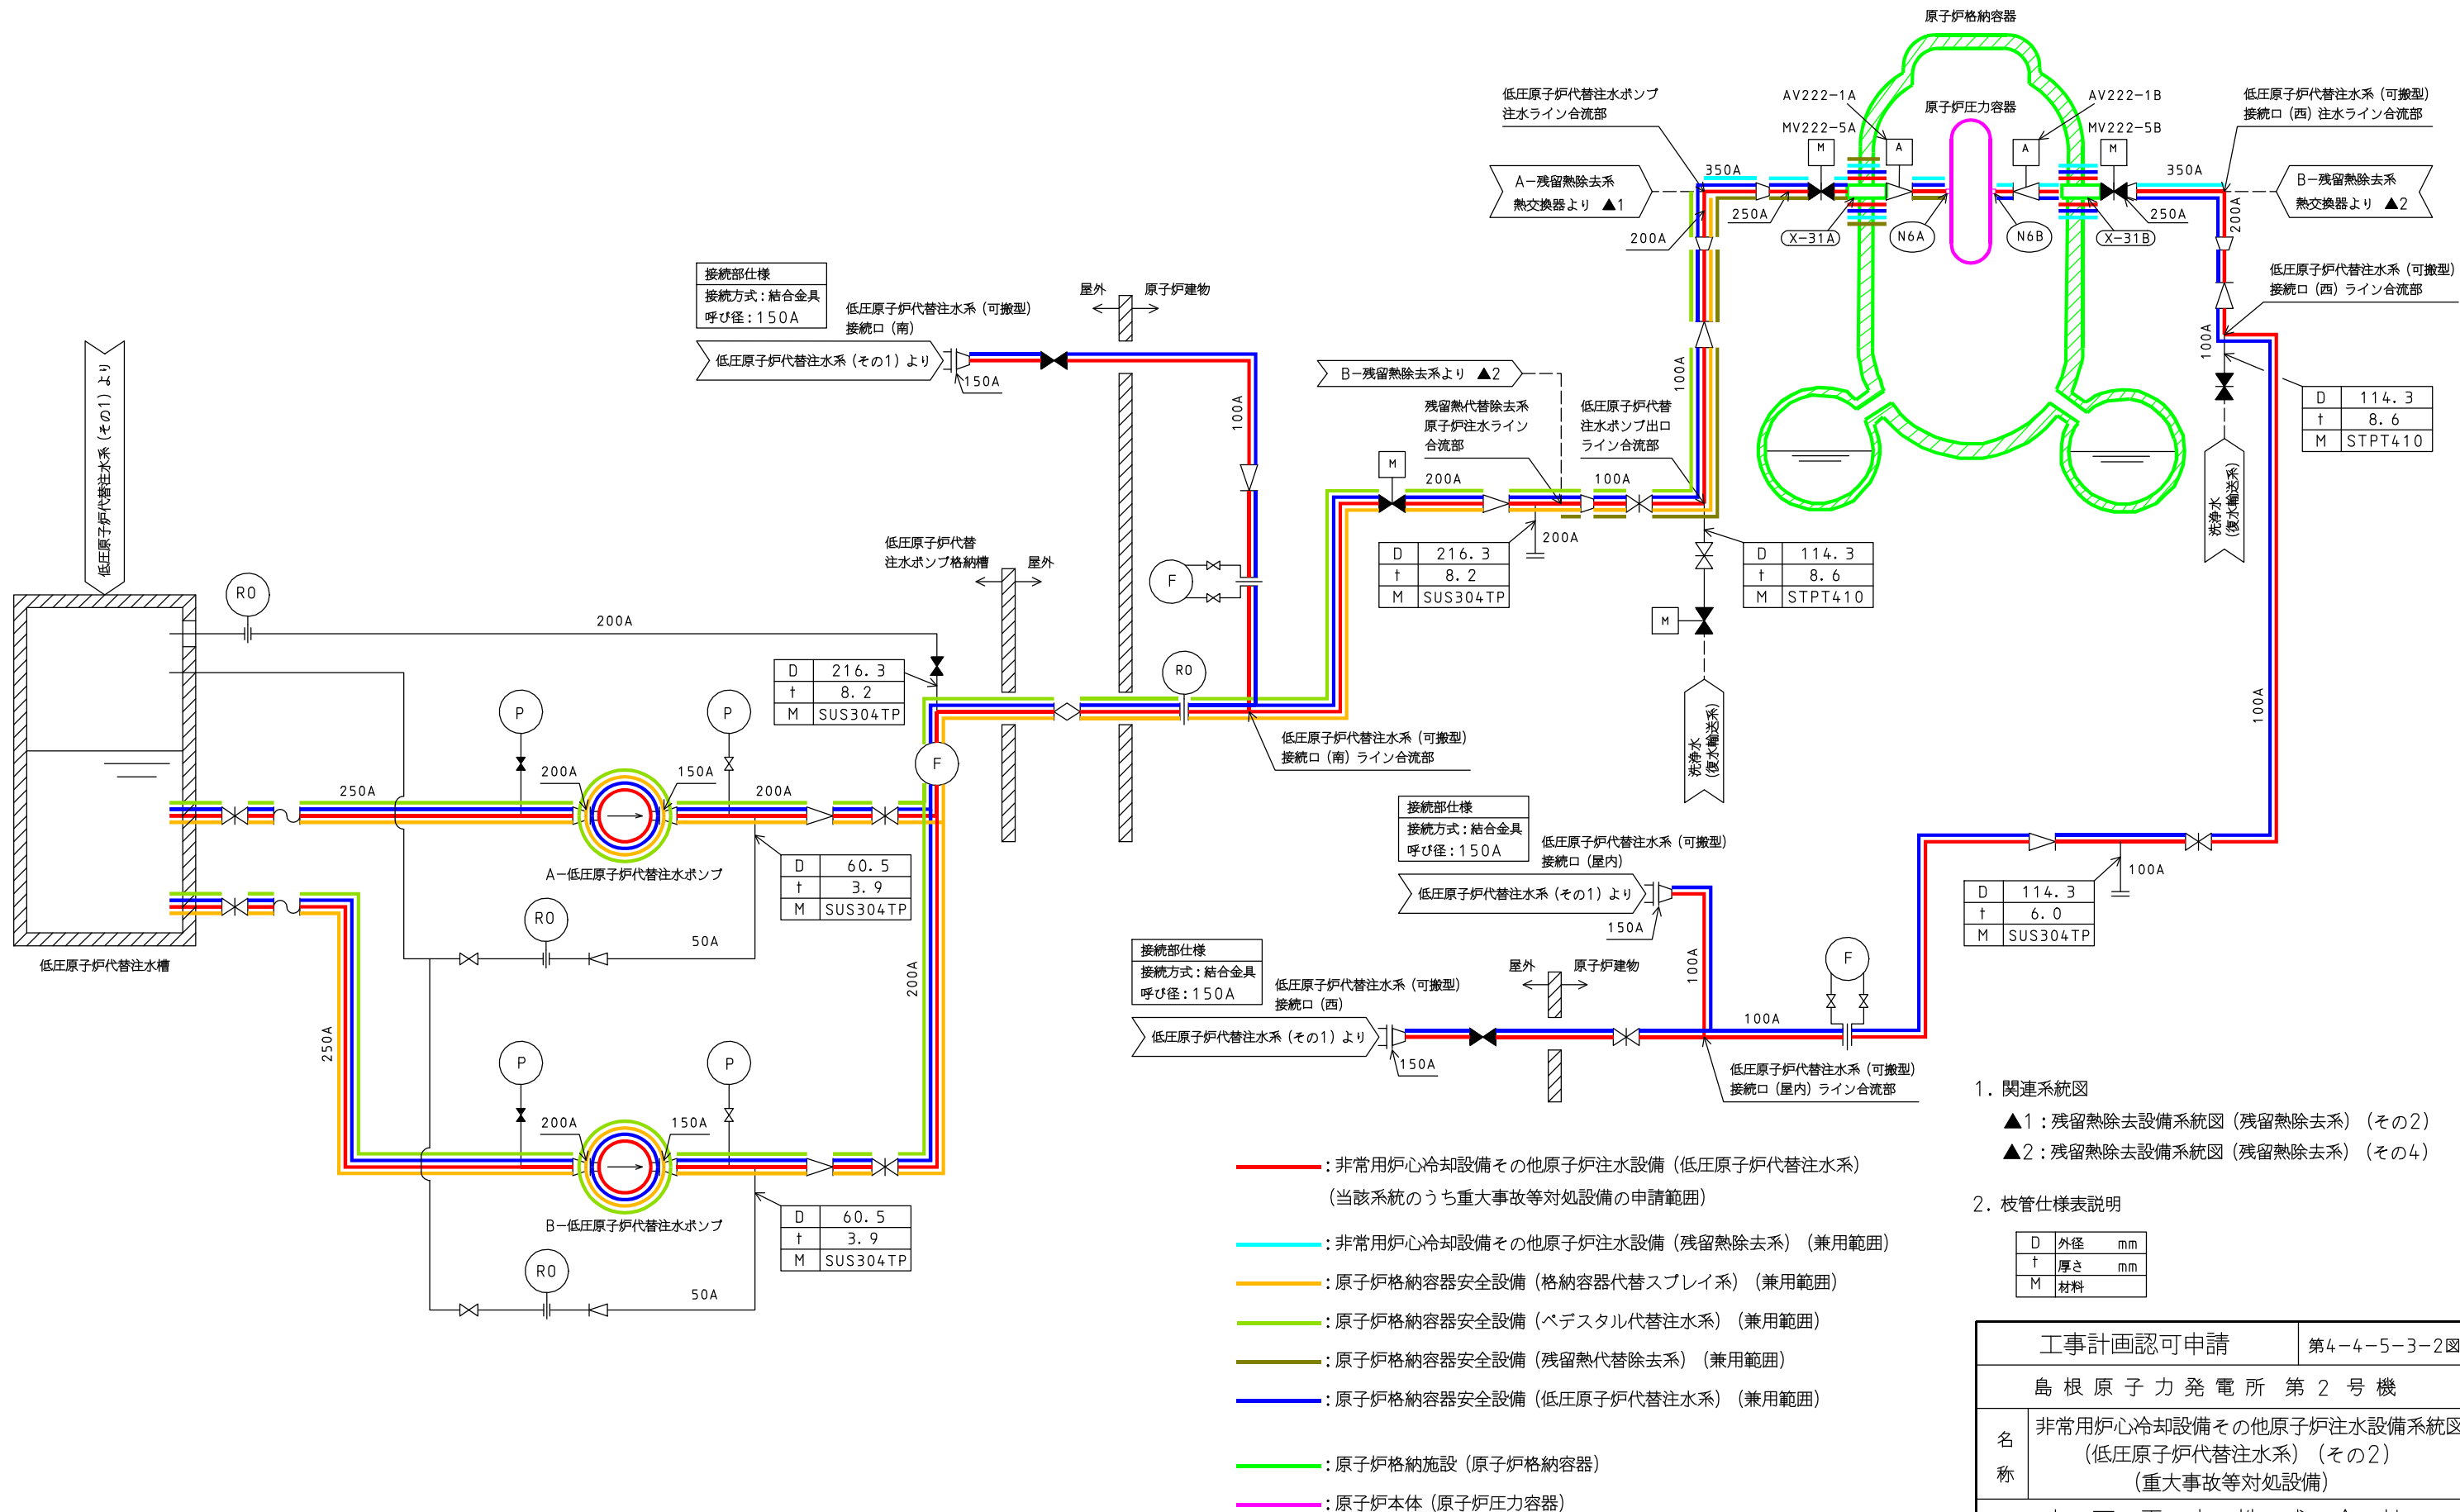 原子炉格納容器
低圧原子炉代替注水ポンプ
注水ライン合流部
AV222-1A
原子炉圧力容器
AV222-1B
低圧原子炉代替注水系（可搬型）
接続口（西）注水ライン合流部
MV222-5A
MV222-5B
M
A
A
M
350A
350A
A−残留熱除去系
熱交換器より ▲1
B−残留熱除去系
熱交換器より ▲2
250A
250A
200A
200A
X-31A
N6A
N6B
X-31B
低圧原子炉代替注水系（可搬型）
接続口（西）ライン合流部
接続部仕様
接続方式：結合金具
呼び径：150A
低圧原子炉代替注水系（可搬型）
接続口（南）
屋外
原子炉建物
低圧原子炉代替注水系（その1）より
150A
100A
低圧原子炉代替注水系（その1）より
B−残留熱除去系より ▲2
100A
100A
残留熱代替除去系
原子炉注水ライン
合流部
低圧原子炉代替
注水ポンプ出口
ライン合流部
D 114.3
t 8.6
M STPT410
M
200A
100A
200A
洗浄水
（復水輸送系）
低圧原子炉代替
注水ポンプ格納槽
屋外
F
D 216.3
t 8.2
M SUS304TP
D 114.3
t 8.6
M STPT410
M
RO
200A
D 216.3
t 8.2
M SUS304TP
RO
洗浄水
（復水輸送系）
100A
P
P
F
低圧原子炉代替注水系（可搬型）
接続口（南）ライン合流部
250A
200A
150A
200A
接続部仕様
接続方式：結合金具
呼び径：150A
低圧原子炉代替注水系（可搬型）
接続口（屋内）
低圧原子炉代替注水系（その1）より
150A
100A
A−低圧原子炉代替注水ポンプ
D 60.5
t 3.9
M SUS304TP
100A
D 114.3
t 6.0
M SUS304TP
RO
50A
低圧原子炉代替注水槽
200A
接続部仕様
接続方式：結合金具
呼び径：150A
低圧原子炉代替注水系（可搬型）
接続口（西）
屋外
原子炉建物
F
低圧原子炉代替注水系（その1）より
150A
100A
低圧原子炉代替注水系（可搬型）
接続口（屋内）ライン合流部
250A
P
P
200A
150A
B−低圧原子炉代替注水ポンプ
D 60.5
t 3.9
M SUS304TP
RO
50A
：非常用炉心冷却設備その他原子炉注水設備（低圧原子炉代替注水系）
（当該系統のうち重大事故等対処設備の申請範囲）
：非常用炉心冷却設備その他原子炉注水設備（残留熱除去系）（兼用範囲）
：原子炉格納容器安全設備（格納容器代替スプレイ系）（兼用範囲）
：原子炉格納容器安全設備（ペデスタル代替注水系）（兼用範囲）
：原子炉格納容器安全設備（残留熱代替除去系）（兼用範囲）
：原子炉格納容器安全設備（低圧原子炉代替注水系）（兼用範囲）
：原子炉格納施設（原子炉格納容器）
：原子炉本体（原子炉圧力容器）
1. 関連系統図
▲1：残留熱除去設備系統図（残留熱除去系）（その2）
▲2：残留熱除去設備系統図（残留熱除去系）（その4）
2. 枝管仕様表説明
D 外径 mm
t 厚さ mm
M 材料
工事計画認可申請 第4-4-5-3-2図
島根原子力発電所 第2号機
名称
非常用炉心冷却設備その他原子炉注水設備系統図
（低圧原子炉代替注水系）（その2）
（重大事故等対処設備）